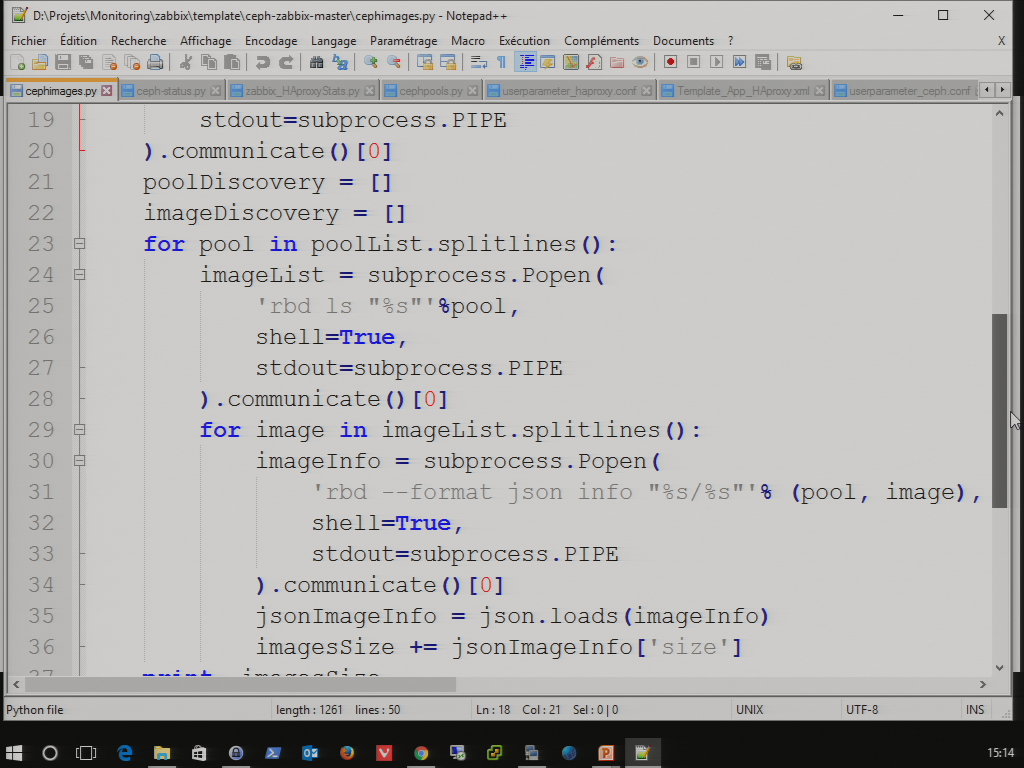 D:\Projets\Monitoring\zabbix\template\ceph-zabbix-master\cephimages.py - Notepad++
Fichier Édition Recherche Affichage Encodage Langage Paramétrage Macro Exécution Compléments Documents ? X
cephimages.py ceph-status.py zabbix_HAproxyStats.py cephpools.py userparameter_haproxy.conf Template_App_HAproxy.xml userparameter_ceph.conf
19 stdout=subprocess.PIPE
20 ).communicate()[0]
21 poolDiscovery = []
22 imageDiscovery = []
23 for pool in poolList.splitlines():
24 imageList = subprocess.Popen(
25 'rbd ls "%s"'%pool,
26 shell=True,
27 stdout=subprocess.PIPE
28 ).communicate()[0]
29 for image in imageList.splitlines():
30 imageInfo = subprocess.Popen(
31 'rbd --format json info "%s/%s"'% (pool, image),
32 shell=True,
33 stdout=subprocess.PIPE
34 ).communicate()[0]
35 jsonImageInfo = json.loads(imageInfo)
36 imagesSize += jsonImageInfo['size']
37 print imagesSize
Python file length : 1261 lines : 50 Ln : 18 Col : 21 Sel : 0 | 0 UNIX UTF-8 INS
15:14